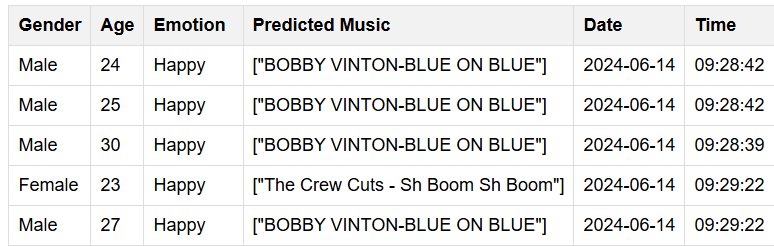 Gender Age Emotion Predicted Music Date Time
Male 24 Happy ["BOBBY VINTON-BLUE ON BLUE"] 2024-06-14 09:28:42
Male 25 Happy ["BOBBY VINTON-BLUE ON BLUE"] 2024-06-14 09:28:42
Male 30 Happy ["BOBBY VINTON-BLUE ON BLUE"] 2024-06-14 09:28:39
Female 23 Happy ["The Crew Cuts - Sh Boom Sh Boom"] 2024-06-14 09:29:22
Male 27 Happy ["BOBBY VINTON-BLUE ON BLUE"] 2024-06-14 09:29:22